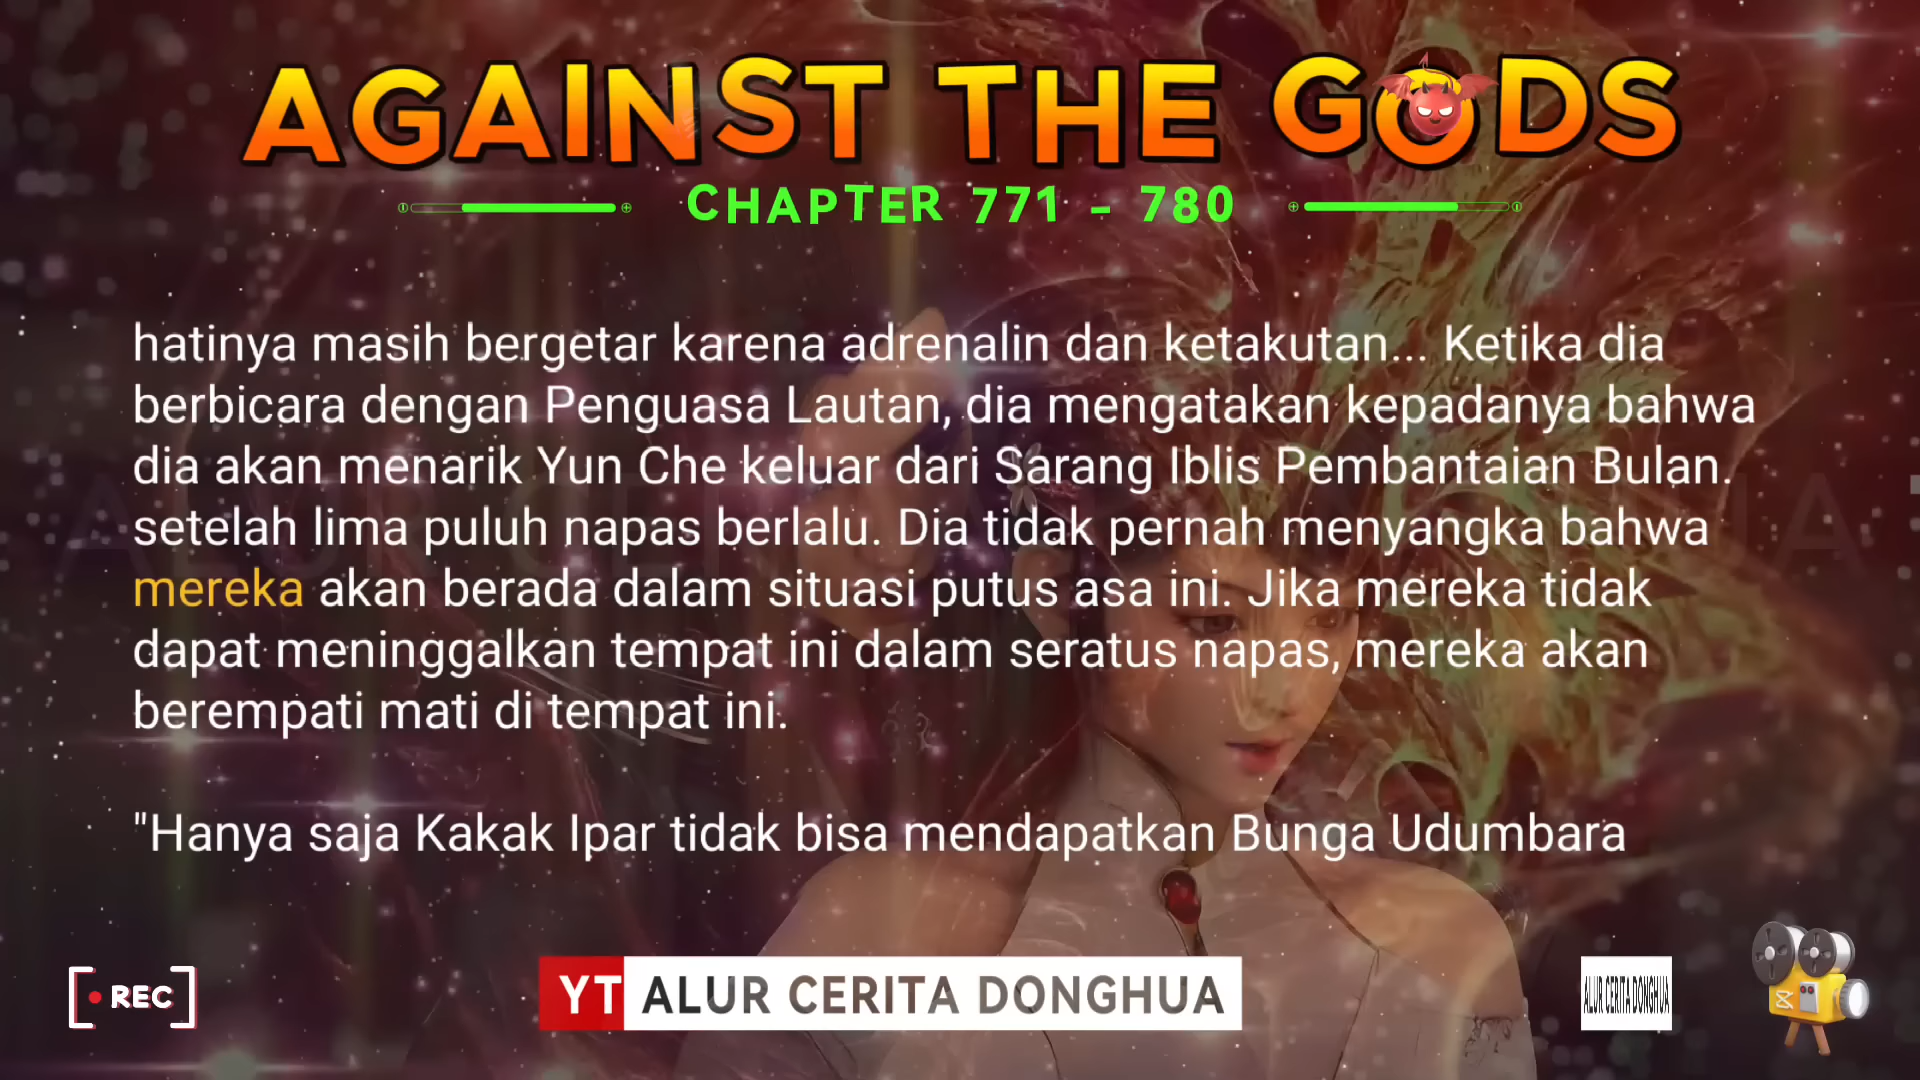 AGAINST THE GODS
CHAPTER 771 - 780
hatinya masih bergetar karena adrenalin dan ketakutan... Ketika dia
berbicara dengan Penguasa Lautan, dia mengatakan kepadanya bahwa
dia akan menarik Yun Che keluar dari Sarang Iblis Pembantaian Bulan.
setelah lima puluh napas berlalu. Dia tidak pernah menyangka bahwa
mereka akan berada dalam situasi putus asa ini. Jika mereka tidak
dapat meninggalkan tempat ini dalam seratus napas, mereka akan
berempati mati di tempat ini.
"Hanya saja Kakak Ipar tidak bisa mendapatkan Bunga Udumbara
REC
YT ALUR CERITA DONGHUA
ALUR CERITA DONGHUA